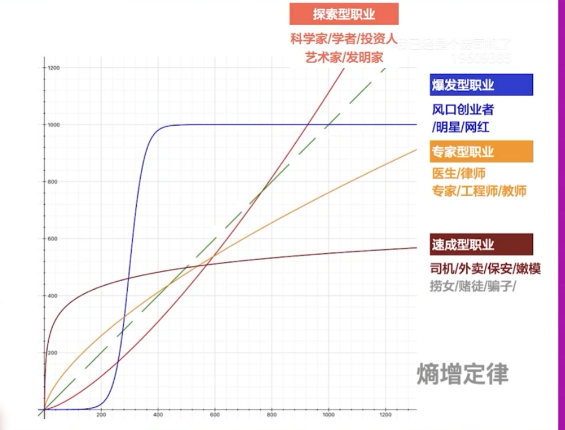 探索型职业
科学家/学者/投资人
艺术家/发明家
爆发型职业
风口创业者
/明星/网红
专家型职业
医生/律师
专家/工程师/教师
速成型职业
司机/外卖/保安/嫩模
捞女/赌徒/骗子/
熵增定律
1200
1000
800
600
400
200
0
200
400
600
800
1000
1200